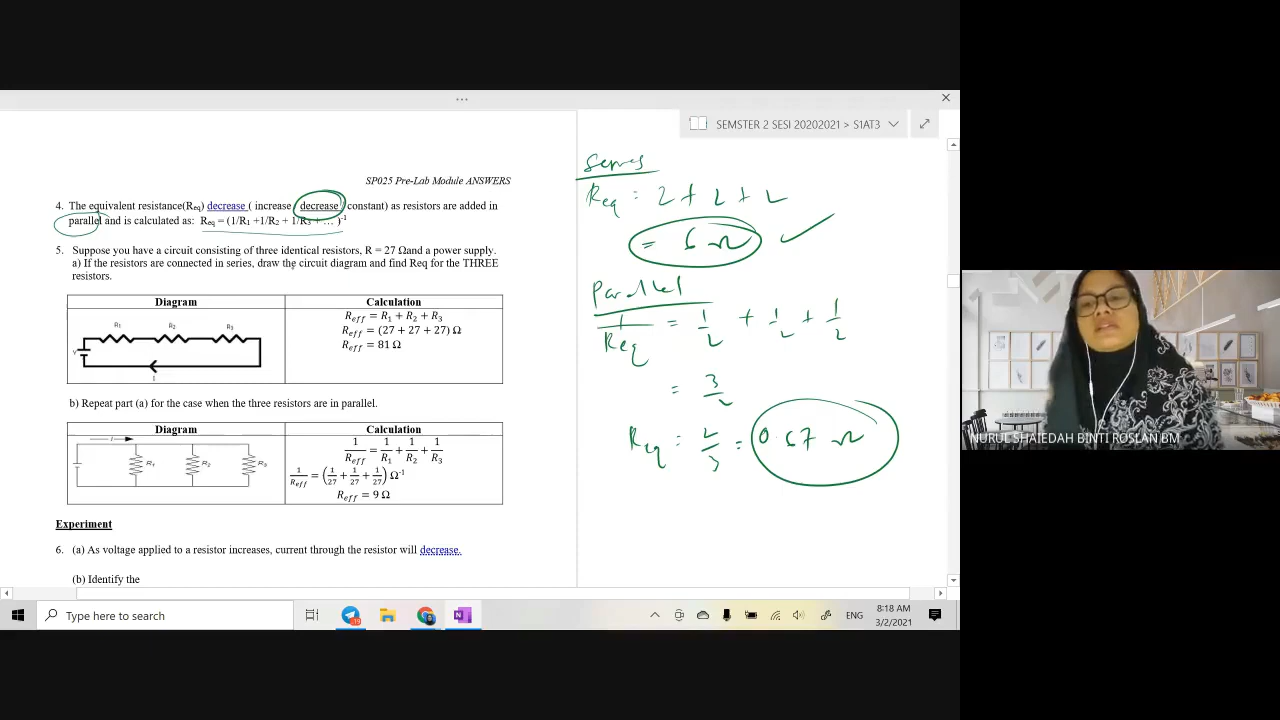 SEMSTER 2 SESI 20202021 > S1AT3
SP025 Pre-Lab Module ANSWERS
4. The equivalent resistance(Req) decrease ( increase decrease constant) as resistors are added in
parallel and is calculated as: Req = (1/R1 +1/R2 + 1/R3 + … )-1
5. Suppose you have a circuit consisting of three identical resistors, R = 27 Ωand a power supply.
a) If the resistors are connected in series, draw the circuit diagram and find Req for the THREE
resistors.
Diagram Calculation
R1 R2 R3
V
I
Reff = R1 + R2 + R3
Reff = (27 + 27 + 27) Ω
Reff = 81 Ω
b) Repeat part (a) for the case when the three resistors are in parallel.
Diagram Calculation
I
R1 R2 R3
1/Reff = 1/R1 + 1/R2 + 1/R3
1/Reff = (1/27 + 1/27 + 1/27) Ω-1
Reff = 9 Ω
Experiment
6. (a) As voltage applied to a resistor increases, current through the resistor will decrease.
(b) Identify the
Series
Req = 2 + 2 + 2
= 6 Ω
Parallel
1/Req = 1/2 + 1/2 + 1/2
= 3/2
Req = 2/3 = 0.67 Ω
NURUL SHAIEDAH BINTI ROSLAN BM
Type here to search
ENG
8:18 AM
3/2/2021